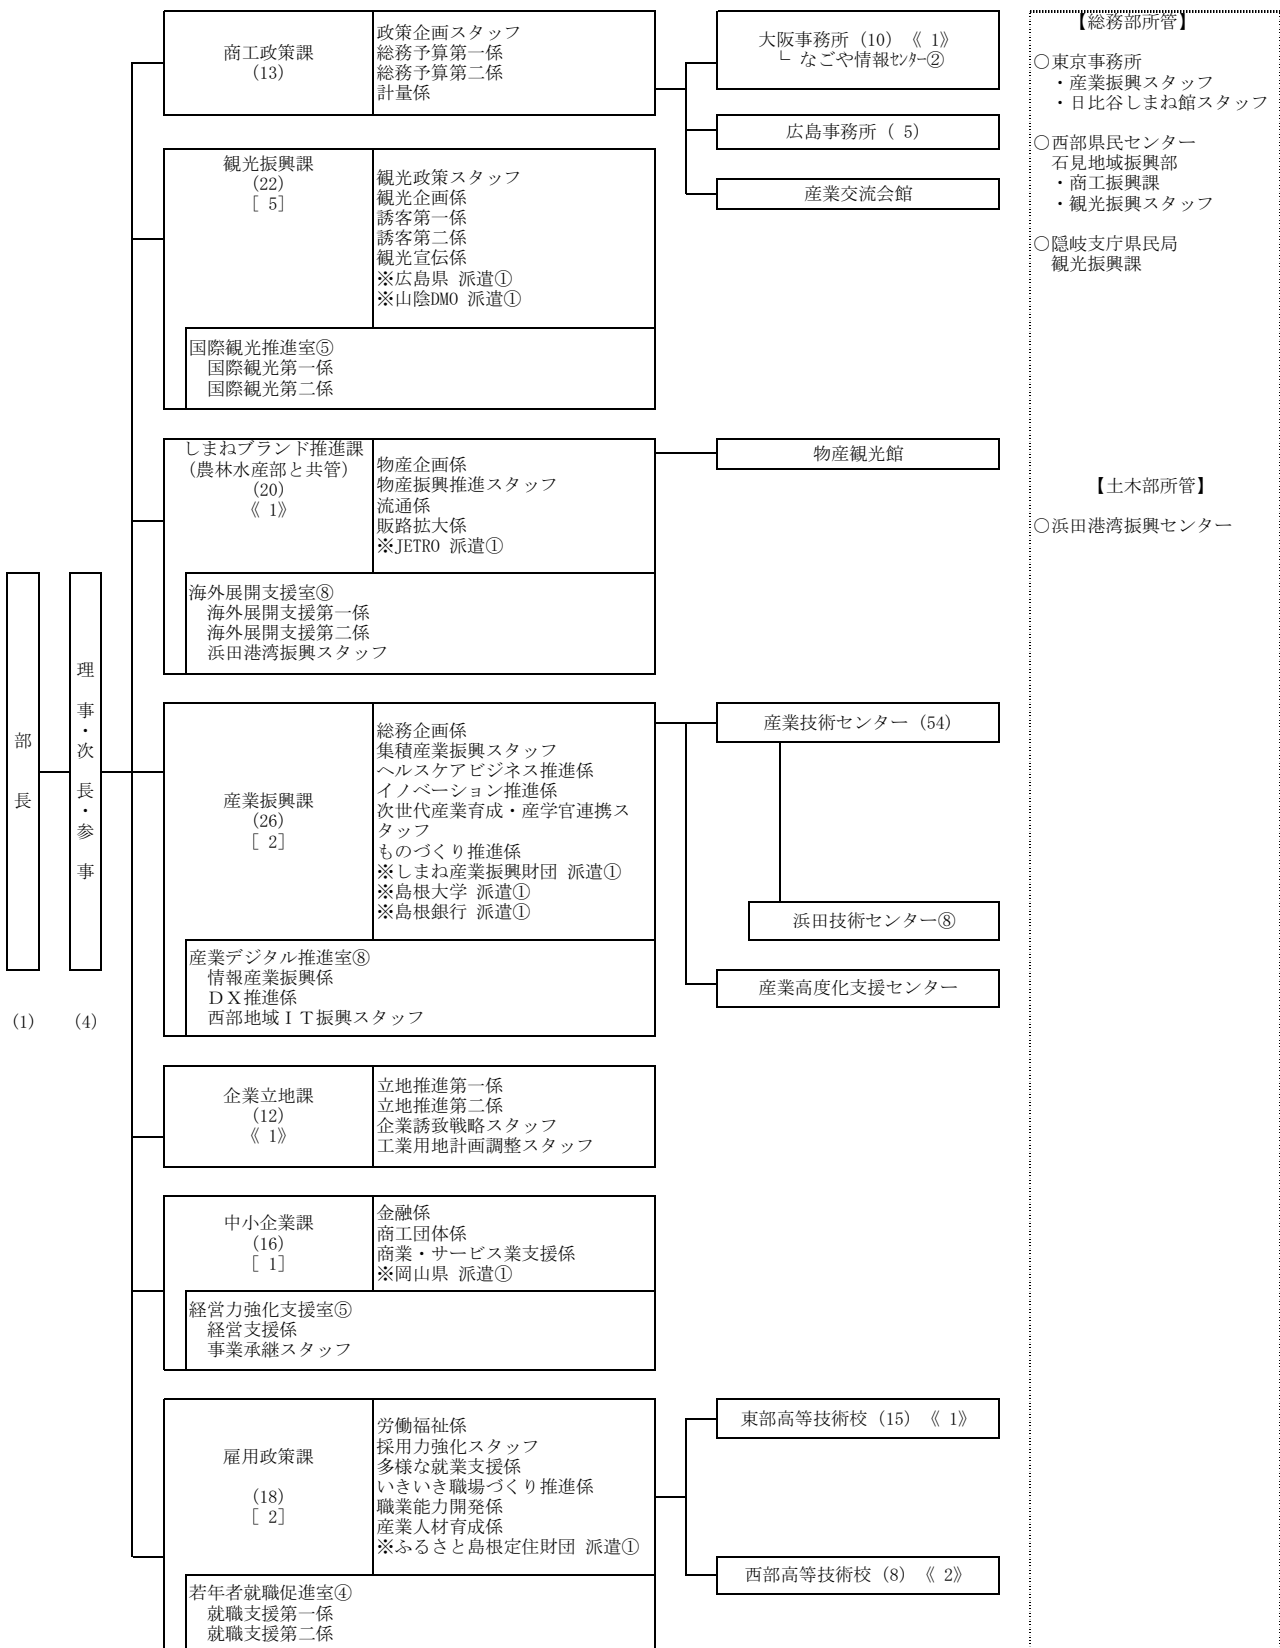 部長
(1)
理事・次長・参事
(4)
商工政策課
(13)
政策企画スタッフ
総務予算第一係
総務予算第二係
計量係
大阪事務所 (10) 《 1》
└ なごや情報センター②
広島事務所 ( 5)
産業交流会館
観光振興課
(22)
[ 5]
観光政策スタッフ
観光企画係
誘客第一係
誘客第二係
観光宣伝係
※広島県 派遣①
※山陰DMO 派遣①
国際観光推進室⑤
国際観光第一係
国際観光第二係
しまねブランド推進課
(農林水産部と共管)
(20)
《 1》
物産企画係
物産振興推進スタッフ
流通係
販路拡大係
※JETRO 派遣①
海外展開支援室⑧
海外展開支援第一係
海外展開支援第二係
浜田港湾振興スタッフ
物産観光館
産業振興課
(26)
[ 2]
総務企画係
集積産業振興スタッフ
ヘルスケアビジネス推進係
イノベーション推進係
次世代産業育成・産学官連携ス
タッフ
ものづくり推進係
※しまね産業振興財団 派遣①
※島根大学 派遣①
※島根銀行 派遣①
産業デジタル推進室⑧
情報産業振興係
DX推進係
西部地域IT振興スタッフ
産業技術センター (54)
浜田技術センター⑧
産業高度化支援センター
企業立地課
(12)
《 1》
立地推進第一係
立地推進第二係
企業誘致戦略スタッフ
工業用地計画調整スタッフ
中小企業課
(16)
[ 1]
金融係
商工団体係
商業・サービス業支援係
※岡山県 派遣①
経営力強化支援室⑤
経営支援係
事業承継スタッフ
雇用政策課
(18)
[ 2]
労働福祉係
採用力強化スタッフ
多様な就業支援係
いきいき職場づくり推進係
職業能力開発係
産業人材育成係
※ふるさと島根定住財団 派遣①
若年者就職促進室④
就職支援第一係
就職支援第二係
東部高等技術校 (15) 《 1》
西部高等技術校 (8) 《 2》
【総務部所管】
○東京事務所
・産業振興スタッフ
・日比谷しまね館スタッフ
○西部県民センター
石見地域振興部
・商工振興課
・観光振興スタッフ
○隠岐支庁県民局
観光振興課
【土木部所管】
○浜田港湾振興センター